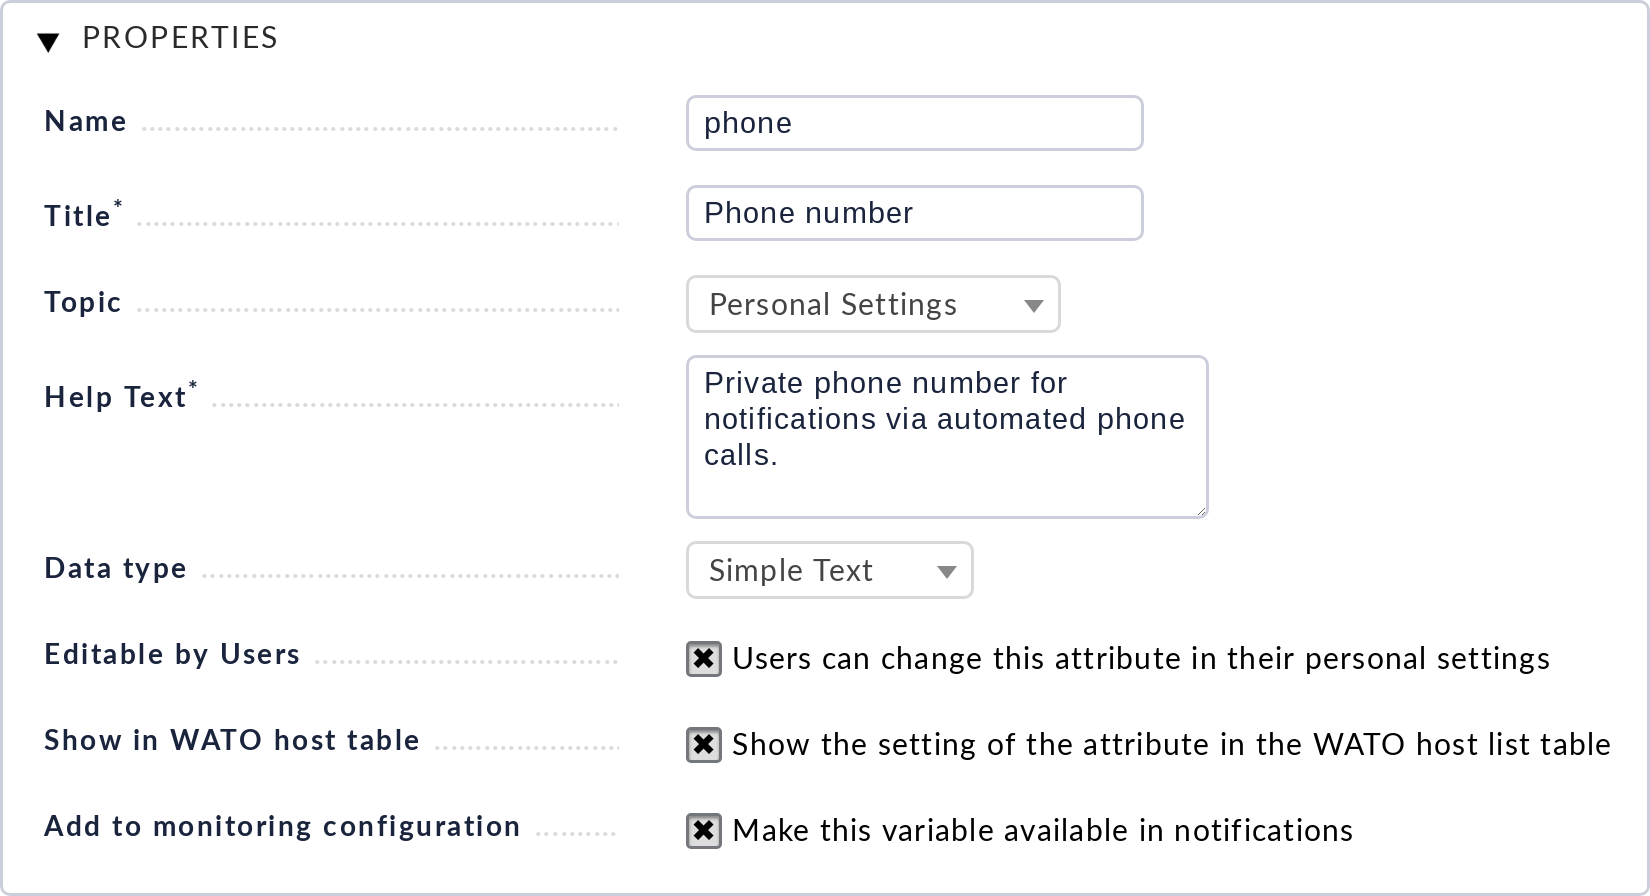 PROPERTIES
Name phone
Title* Phone number
Topic Personal Settings
Help Text* Private phone number for
notifications via automated phone
calls.
Data type Simple Text
Editable by Users Users can change this attribute in their personal settings
Show in WATO host table Show the setting of the attribute in the WATO host list table
Add to monitoring configuration Make this variable available in notifications